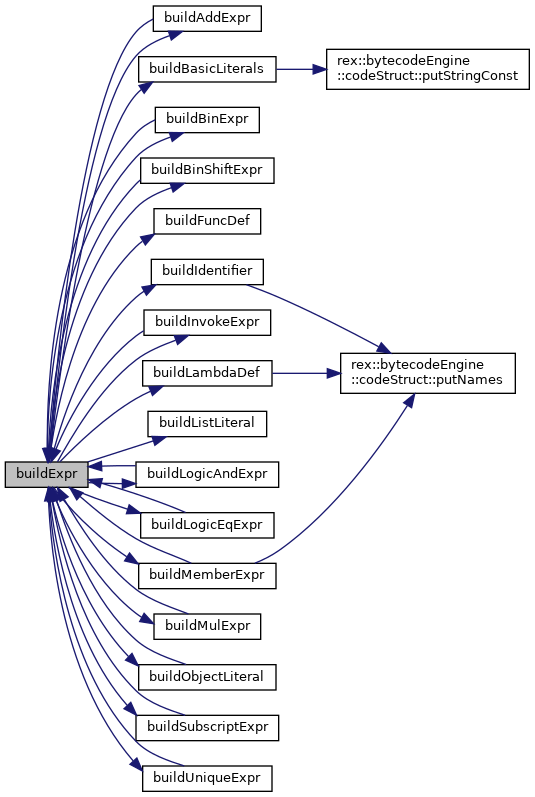 buildAddExpr
buildBasicLiterals
rex::bytecodeEngine
::codeStruct::putStringConst
buildBinExpr
buildBinShiftExpr
buildFuncDef
buildIdentifier
buildInvokeExpr
rex::bytecodeEngine
::codeStruct::putNames
buildLambdaDef
buildListLiteral
buildExpr
buildLogicAndExpr
buildLogicEqExpr
buildMemberExpr
buildMulExpr
buildObjectLiteral
buildSubscriptExpr
buildUniqueExpr